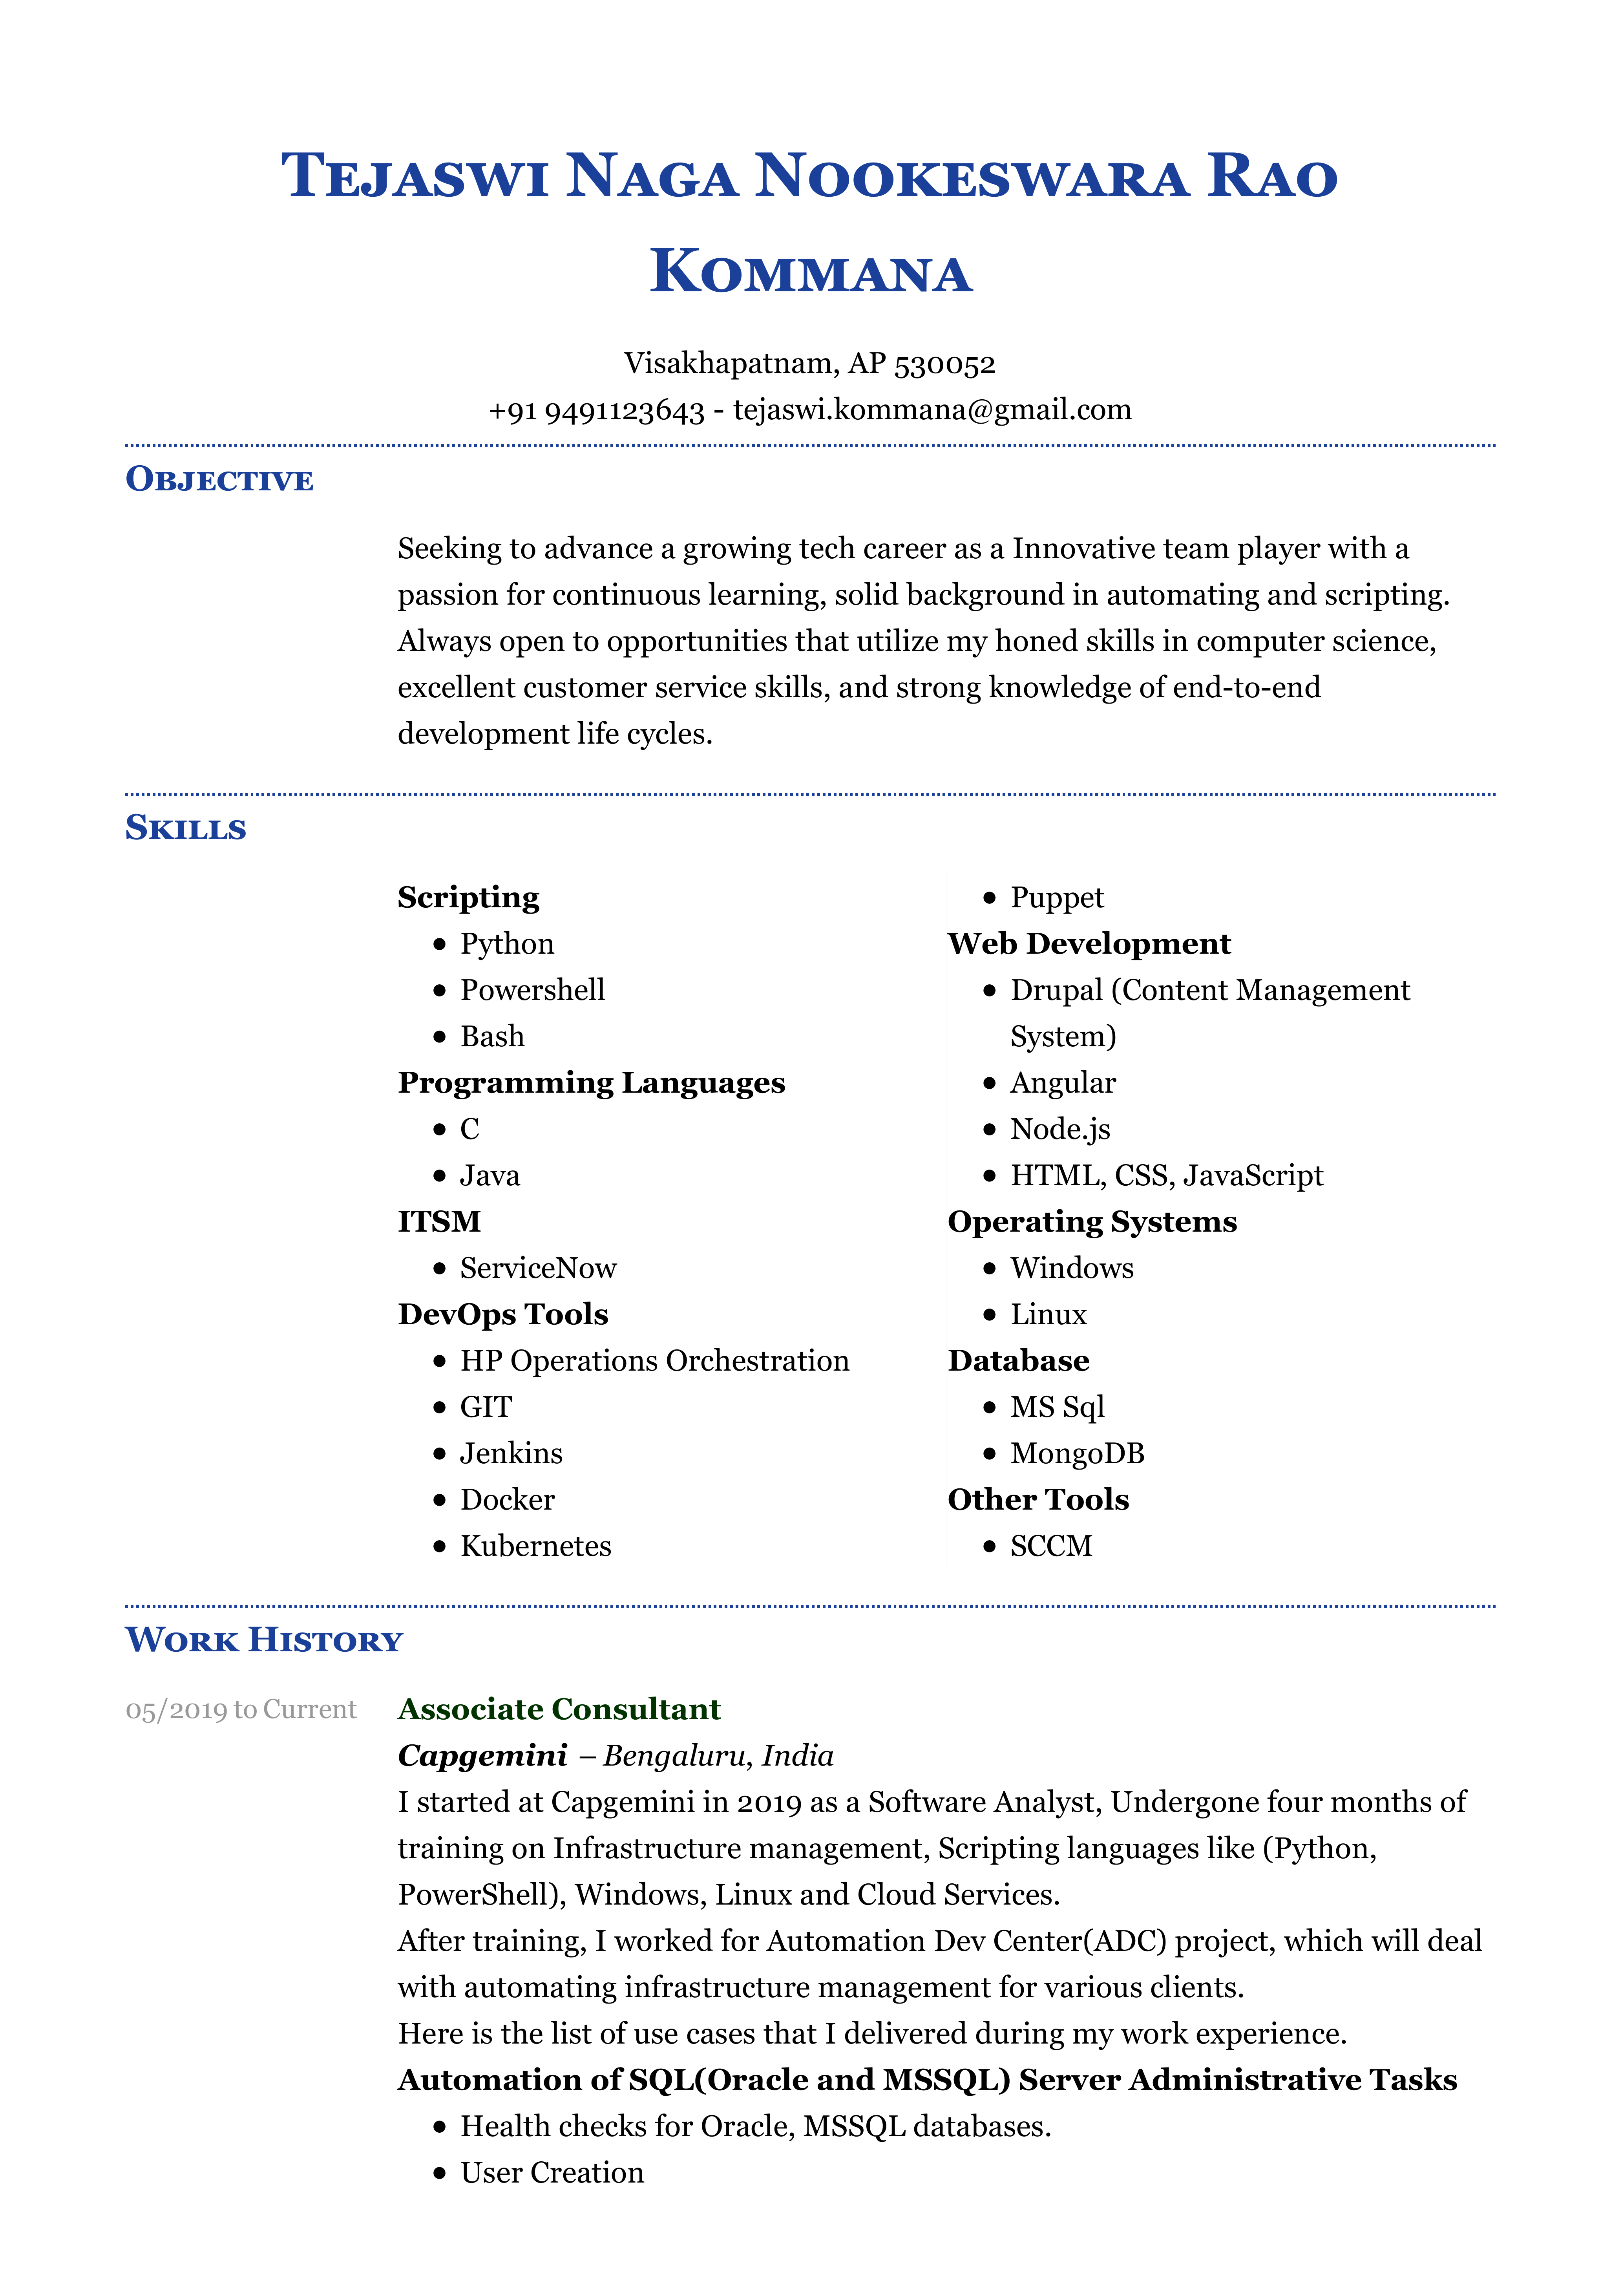 Tejaswi Naga Nookeswara Rao
Kommana
Visakhapatnam, AP 530052
+91 9491123643 - tejaswi.kommana@gmail.com
Objective
Seeking to advance a growing tech career as a Innovative team player with a
passion for continuous learning, solid background in automating and scripting.
Always open to opportunities that utilize my honed skills in computer science,
excellent customer service skills, and strong knowledge of end-to-end
development life cycles.
Skills
Scripting
• Python
• Powershell
• Bash
Programming Languages
• C
• Java
ITSM
• ServiceNow
DevOps Tools
• HP Operations Orchestration
• GIT
• Jenkins
• Docker
• Kubernetes
• Puppet
Web Development
• Drupal (Content Management
System)
• Angular
• Node.js
• HTML, CSS, JavaScript
Operating Systems
• Windows
• Linux
Database
• MS Sql
• MongoDB
Other Tools
• SCCM
Work History
05/2019 to Current
Associate Consultant
Capgemini – Bengaluru, India
I started at Capgemini in 2019 as a Software Analyst, Undergone four months of
training on Infrastructure management, Scripting languages like (Python,
PowerShell), Windows, Linux and Cloud Services.
After training, I worked for Automation Dev Center(ADC) project, which will deal
with automating infrastructure management for various clients.
Here is the list of use cases that I delivered during my work experience.
Automation of SQL(Oracle and MSSQL) Server Administrative Tasks
• Health checks for Oracle, MSSQL databases.
• User Creation